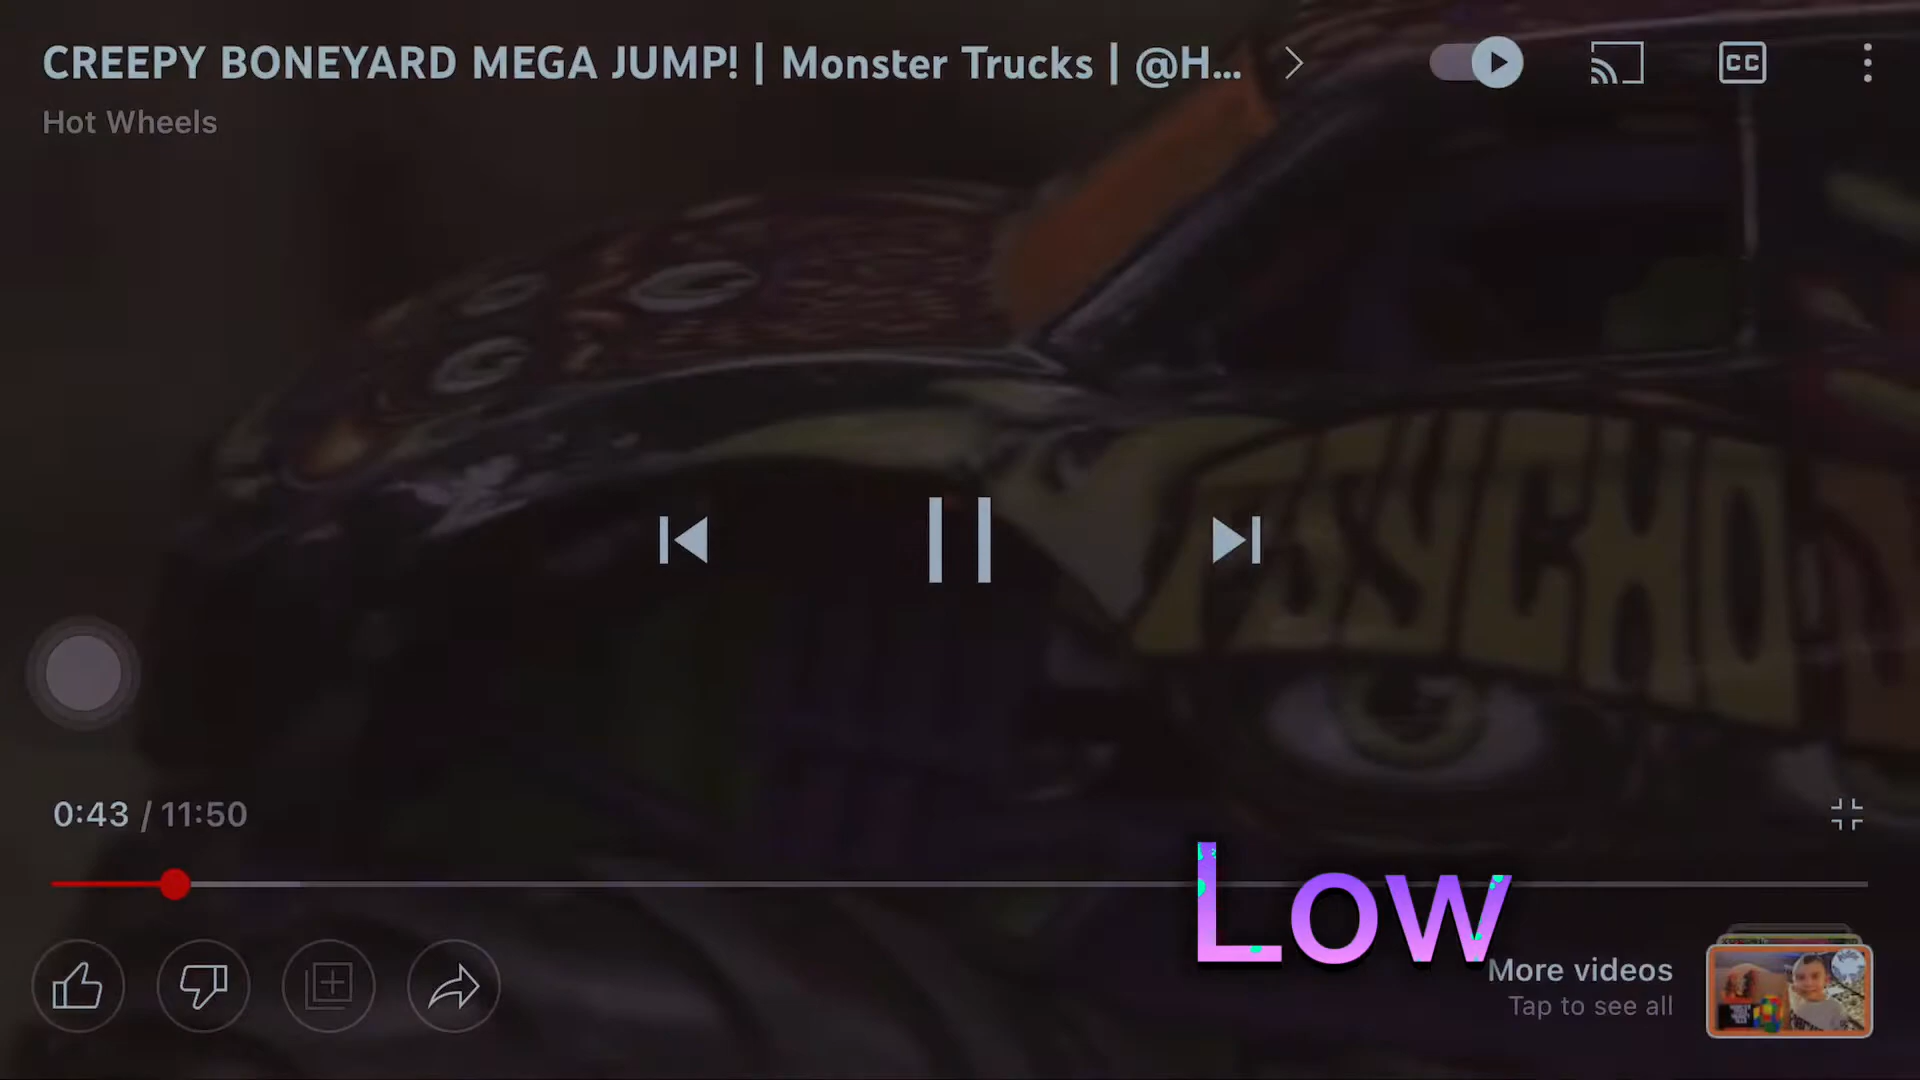 CREEPY BONEYARD MEGA JUMP! | Monster Trucks | @H...
CC
Hot Wheels
PSYCHO
0:43 / 11:50
Low
More videos
Tap to see all